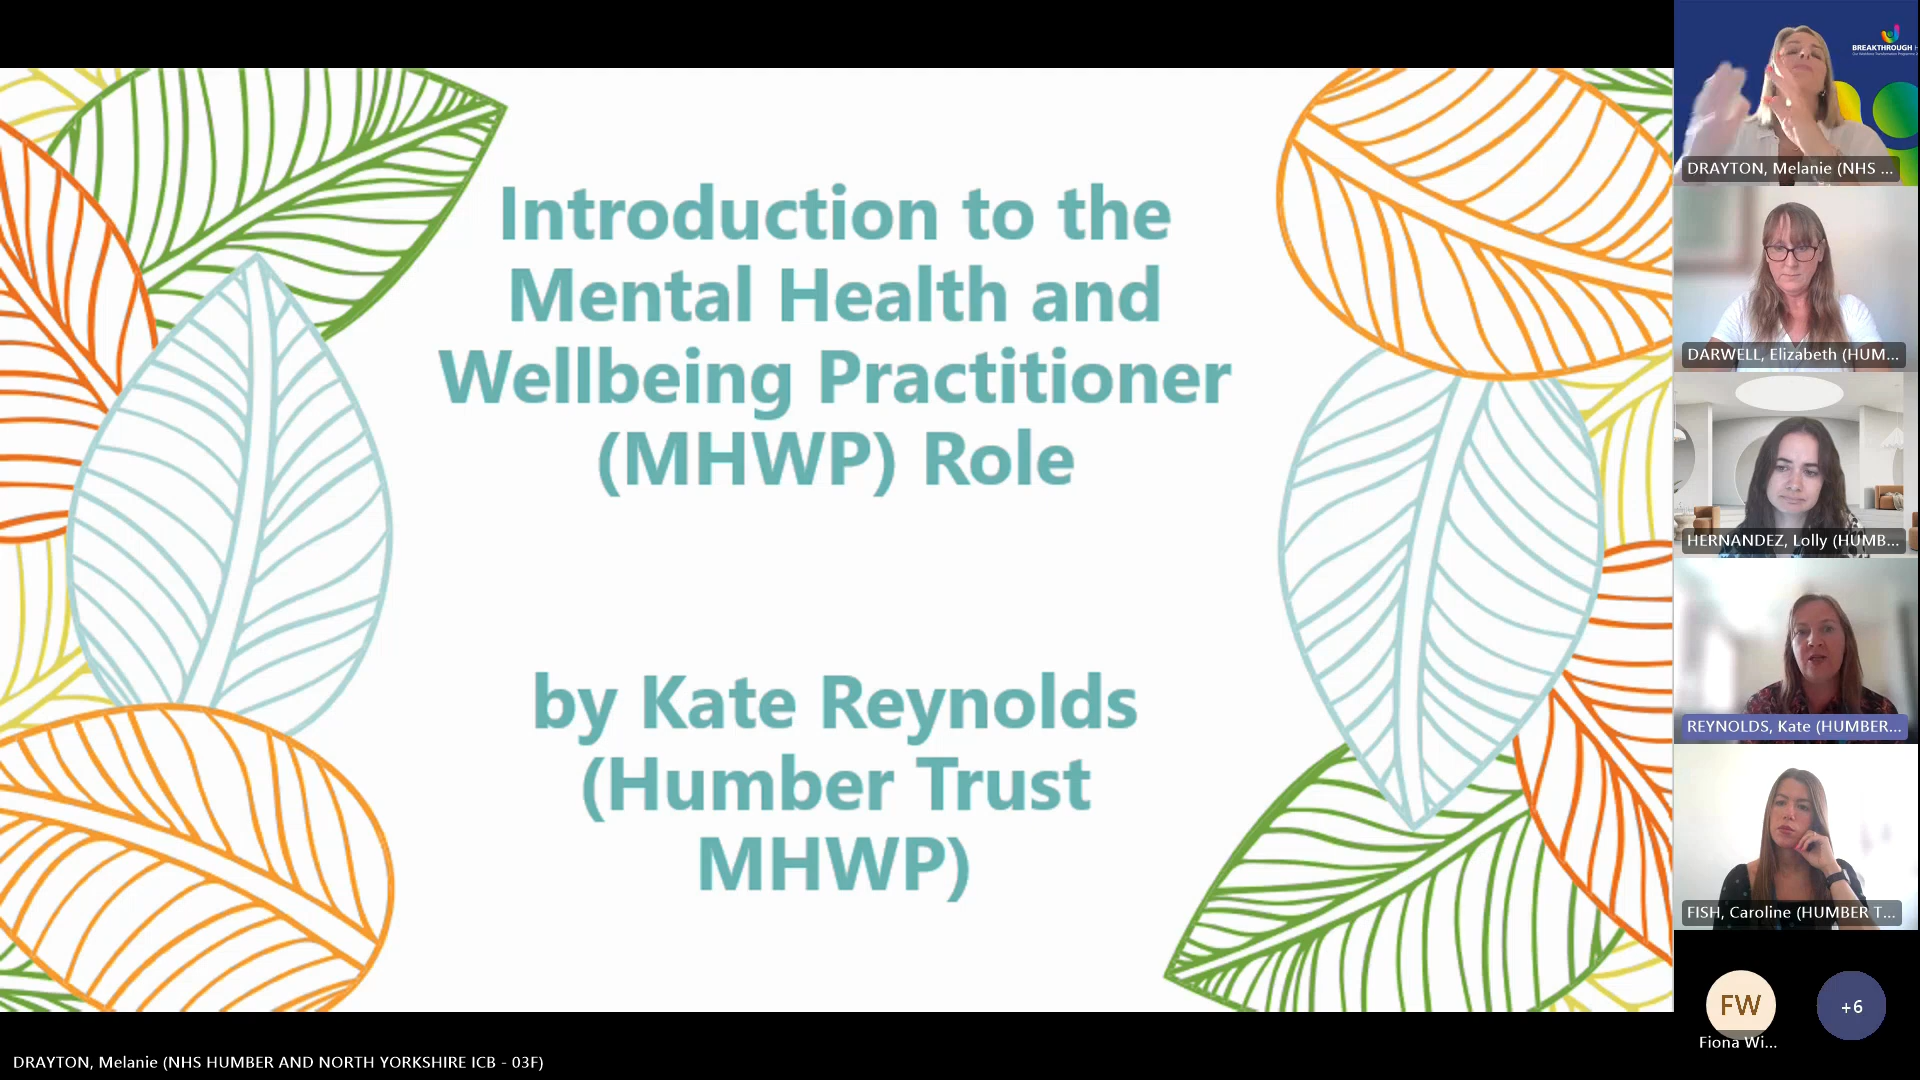 Introduction to the
Mental Health and
Wellbeing Practitioner
(MHWP) Role
by Kate Reynolds
(Humber Trust
MHWP)
BREAKTHROUGH
DRAYTON, Melanie (NHS ...
DARWELL, Elizabeth (HUM...
HERNANDEZ, Lolly (HUMB...
REYNOLDS, Kate (HUMBER...
FISH, Caroline (HUMBER T...
FW
+6
Fiona Wi...
DRAYTON, Melanie (NHS HUMBER AND NORTH YORKSHIRE ICB - 03F)